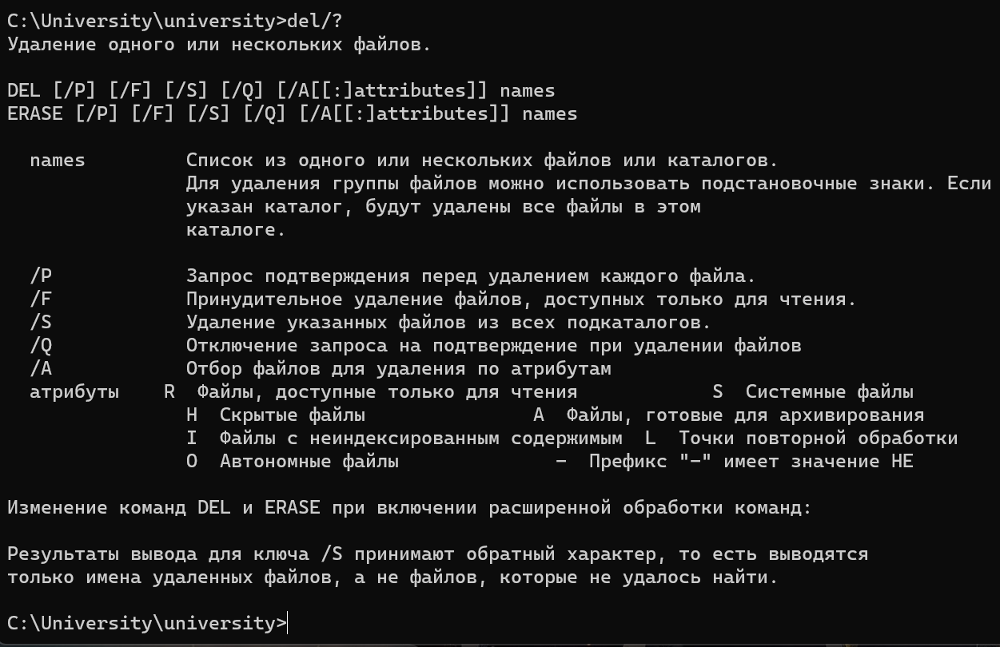 C:\University\university>del/?
Удаление одного или нескольких файлов.
DEL [/P] [/F] [/S] [/Q] [/A[[:]attributes]] names
ERASE [/P] [/F] [/S] [/Q] [/A[[:]attributes]] names
names Список из одного или нескольких файлов или каталогов.
Для удаления группы файлов можно использовать подстановочные знаки. Если
указан каталог, будут удалены все файлы в этом
каталоге.
/P Запрос подтверждения перед удалением каждого файла.
/F Принудительное удаление файлов, доступных только для чтения.
/S Удаление указанных файлов из всех подкаталогов.
/Q Отключение запроса на подтверждение при удалении файлов
/A Отбор файлов для удаления по атрибутам
атрибуты R Файлы, доступные только для чтения S Системные файлы
H Скрытые файлы A Файлы, готовые для архивирования
I Файлы с неиндексированным содержимым L Точки повторной обработки
O Автономные файлы - Префикс "-" имеет значение НЕ
Изменение команд DEL и ERASE при включении расширенной обработки команд:
Результаты вывода для ключа /S принимают обратный характер, то есть выводятся
только имена удаленных файлов, а не файлов, которые не удалось найти.
C:\University\university>